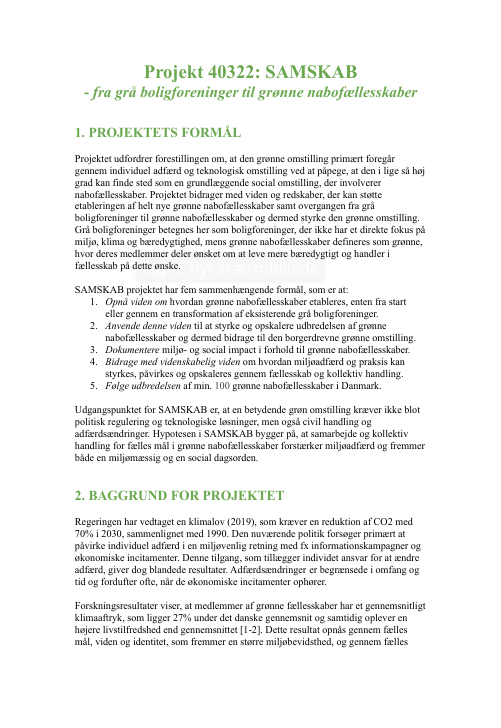 Projekt 40322: SAMSKAB
- fra grå boligforeninger til grønne nabofællesskaber
1. PROJEKTETS FORMÅL
Projektet udfordrer forestillingen om, at den grønne omstilling primært foregår
gennem individuel adfærd og teknologisk omstilling ved at påpege, at den i lige så høj
grad kan finde sted som en grundlæggende social omstilling, der involverer
nabofællesskaber. Projektet bidrager med viden og redskaber, der kan støtte
etableringen af helt nye grønne nabofællesskaber samt overgangen fra grå
boligforeninger til grønne nabofællesskaber og dermed styrke den grønne omstilling.
Grå boligforeninger betegnes her som boligforeninger, der ikke har et direkte fokus på
miljø, klima og bæredygtighed, mens grønne nabofællesskaber defineres som grønne,
hvor deres medlemmer deler ønsket om at leve mere bæredygtigt og handler i
fællesskab på dette ønske.
nyt skærmbillede
SAMSKAB projektet har fem sammenhængende formål, som er at:
1. Opnå viden om hvordan grønne nabofællesskaber etableres, enten fra start
eller gennem en transformation af eksisterende grå boligforeninger.
2. Anvende denne viden til at styrke og opskalere udbredelsen af grønne
nabofællesskaber og dermed bidrage til den borgerdrevne grønne omstilling.
3. Dokumentere miljø- og social impact i forhold til grønne nabofællesskaber.
4. Bidrage med videnskabelig viden om hvordan miljøadfærd og praksis kan
styrkes, påvirkes og opskaleres gennem fællesskab og kollektiv handling.
5. Følge udbredelsen af min. 100 grønne nabofællesskaber i Danmark.
Udgangspunktet for SAMSKAB er, at en betydende grøn omstilling kræver ikke blot
politisk regulering og teknologiske løsninger, men også civil handling og
adfærdsændringer. Hypotesen i SAMSKAB bygger på, at samarbejde og kollektiv
handling for fælles mål i grønne nabofællesskaber forstærker miljøadfærd og fremmer
både en miljømæssig og en social dagsorden.
2. BAGGRUND FOR PROJEKTET
Regeringen har vedtaget en klimalov (2019), som kræver en reduktion af CO2 med
70% i 2030, sammenlignet med 1990. Den nuværende politik forsøger primært at
påvirke individuel adfærd i en miljøvenlig retning med fx informationskampagner og
økonomiske incitamenter. Denne tilgang, som tillægger individet ansvar for at ændre
adfærd, giver dog blandede resultater. Adfærdsændringer er begrænsede i omfang og
tid og fordufter ofte, når de økonomiske incitamenter ophører.
Forskningsresultater viser, at medlemmer af grønne fællesskaber har et gennemsnitligt
klimaaftryk, som ligger 27% under det danske gennemsnit og samtidig oplever en
højere livstilfredshed end gennemsnittet [1-2]. Dette resultat opnås gennem fælles
mål, viden og identitet, som fremmer en større miljøbevidsthed, og gennem fælles